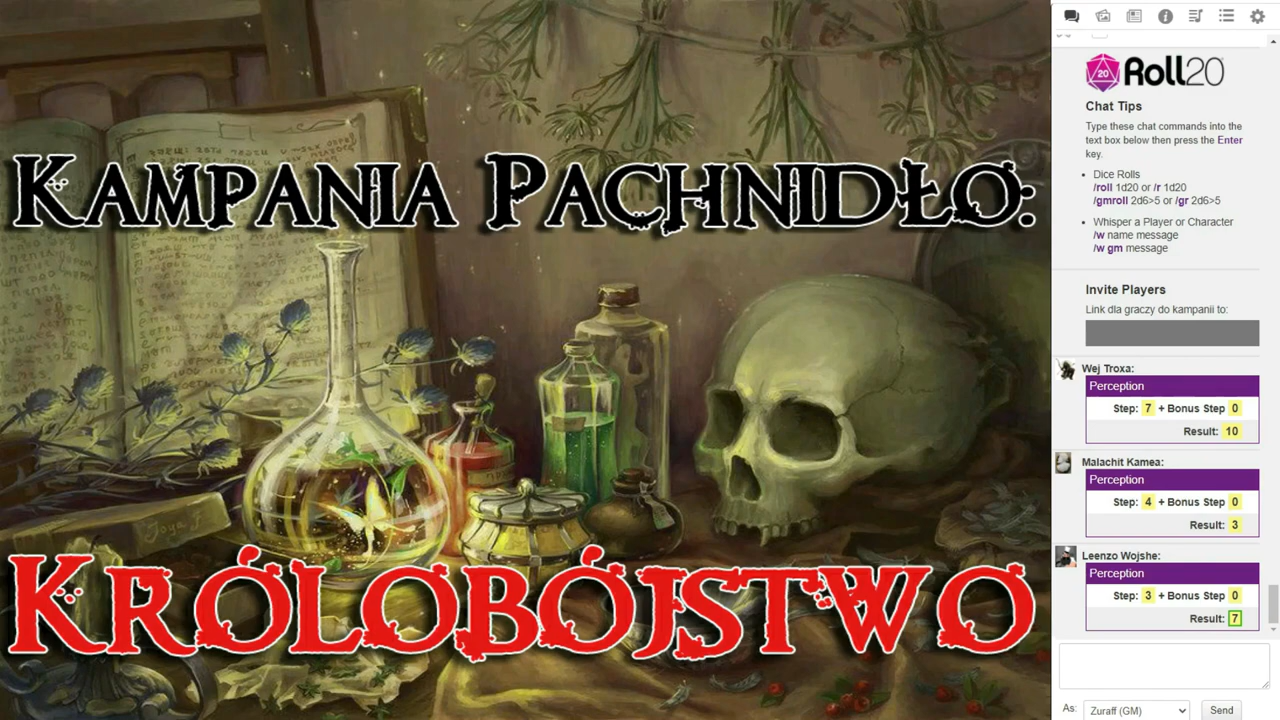 KAMPANIA PACHNIDŁO:
KRÓLOBÓJSTWO
Joya F
20
Roll20
Chat Tips
Type these chat commands into the
text box below then press the Enter
key.
Dice Rolls
/roll 1d20 or /r 1d20
/gmroll 2d6>5 or /gr 2d6>5
Whisper a Player or Character
/w name message
/w gm message
Invite Players
Link dla graczy do kampanii to:
Wej Troxa:
Perception
Step: 7 + Bonus Step 0
Result: 10
Malachit Kamea:
Perception
Step: 4 + Bonus Step 0
Result: 3
Leenzo Wojshe:
Perception
Step: 3 + Bonus Step 0
Result: 7
As: Zuraff (GM) Send